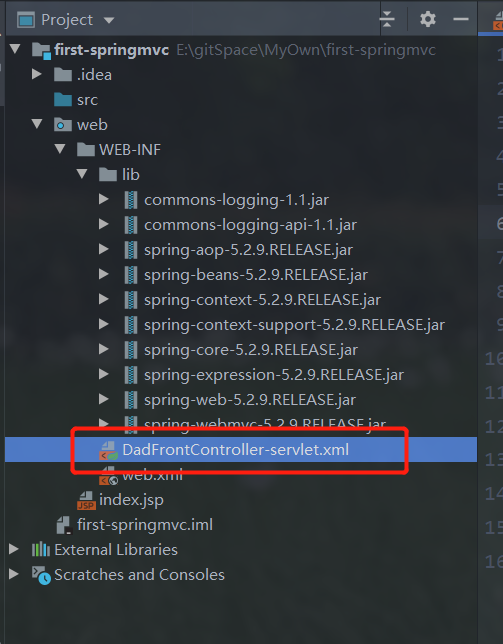 Project
first-springmvc E:\gitSpace\MyOwn\first-springmvc
.idea
src
web
WEB-INF
lib
commons-logging-1.1.jar
commons-logging-api-1.1.jar
spring-aop-5.2.9.RELEASE.jar
spring-beans-5.2.9.RELEASE.jar
spring-context-5.2.9.RELEASE.jar
spring-context-support-5.2.9.RELEASE.jar
spring-core-5.2.9.RELEASE.jar
spring-expression-5.2.9.RELEASE.jar
spring-web-5.2.9.RELEASE.jar
spring-webmvc-5.2.9.RELEASE.jar
DadFrontController-servlet.xml
web.xml
JSP index.jsp
first-springmvc.iml
External Libraries
Scratches and Consoles
1
2
3
4
5
6
7
8
9
10
11
12
13
14
15
16